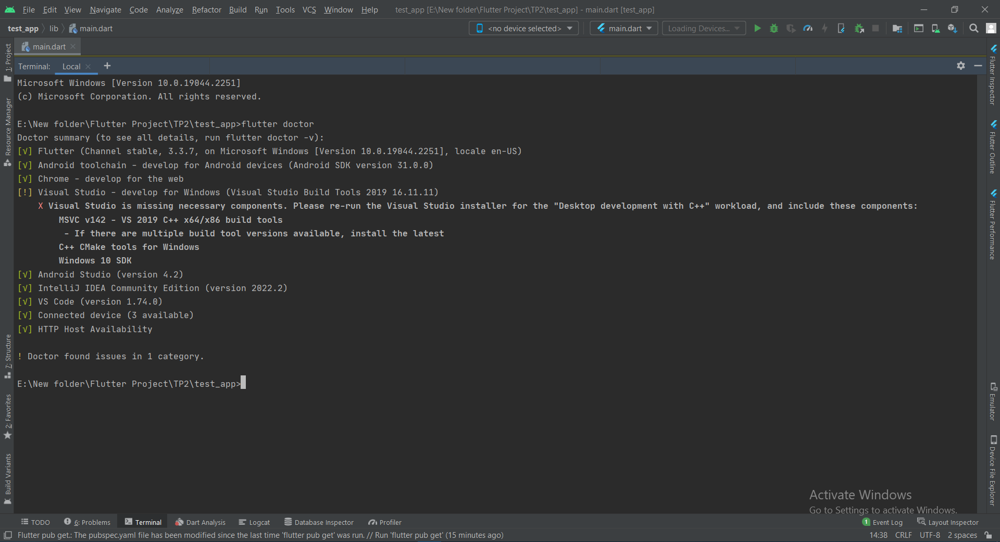 File Edit View Navigate Code Analyze Refactor Build Run Tools VCS Window Help test_app [E:\New folder\Flutter Project\TP2\test_app] - main.dart [test_app]
test_app lib main.dart <no device selected> main.dart Loading Devices...
main.dart
Terminal: Local
Microsoft Windows [Version 10.0.19044.2251]
(c) Microsoft Corporation. All rights reserved.
E:\New folder\Flutter Project\TP2\test_app>flutter doctor
Doctor summary (to see all details, run flutter doctor -v):
[√] Flutter (Channel stable, 3.3.7, on Microsoft Windows [Version 10.0.19044.2251], locale en-US)
[√] Android toolchain - develop for Android devices (Android SDK version 31.0.0)
[√] Chrome - develop for the web
[!] Visual Studio - develop for Windows (Visual Studio Build Tools 2019 16.11.11)
X Visual Studio is missing necessary components. Please re-run the Visual Studio installer for the "Desktop development with C++" workload, and include these components:
MSVC v142 - VS 2019 C++ x64/x86 build tools
- If there are multiple build tool versions available, install the latest
C++ CMake tools for Windows
Windows 10 SDK
[√] Android Studio (version 4.2)
[√] IntelliJ IDEA Community Edition (version 2022.2)
[√] VS Code (version 1.74.0)
[√] Connected device (3 available)
[√] HTTP Host Availability
! Doctor found issues in 1 category.
E:\New folder\Flutter Project\TP2\test_app>
1: Project
Resource Manager
7: Structure
2: Favorites
Build Variants
Flutter Inspector
Flutter Outline
Flutter Performance
Emulator
Device File Explorer
Activate Windows
Go to Settings to activate Windows.
TODO 6: Problems Terminal Dart Analysis Logcat Database Inspector Profiler 1 Event Log Layout Inspector
Flutter pub get.: The pubspec.yaml file has been modified since the last time 'flutter pub get' was run. // Run 'flutter pub get' (15 minutes ago) 14:38 CRLF UTF-8 2 spaces